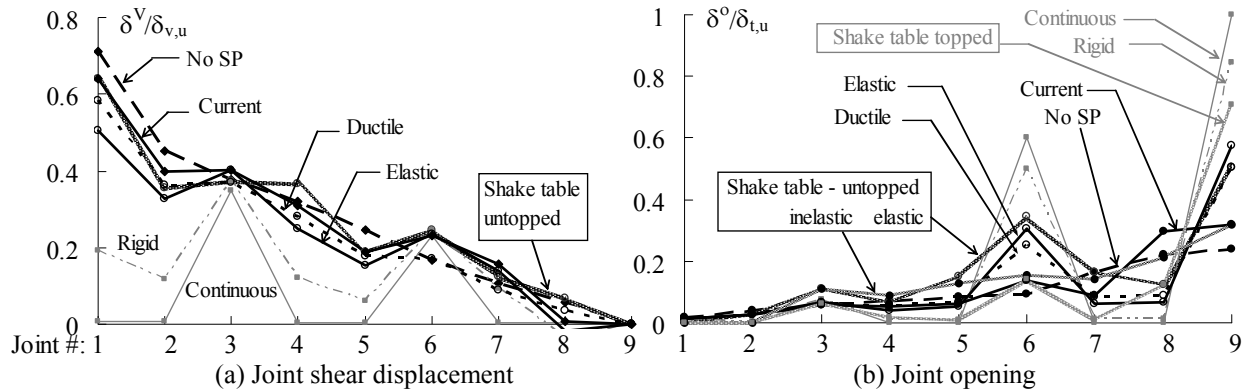 δV/δv,u
0.8
0.6
0.4
0.2
0
No SP
Current
Ductile
Elastic
Shake table
untopped
Rigid
Continuous
Joint #: 1 2 3 4 5 6 7 8 9
(a) Joint shear displacement
δo/δt,u
1
0.8
0.6
0.4
0.2
0
Continuous
Rigid
Shake table topped
Elastic
Ductile
Current
No SP
Shake table - untopped
inelastic elastic
1 2 3 4 5 6 7 8 9
(b) Joint opening